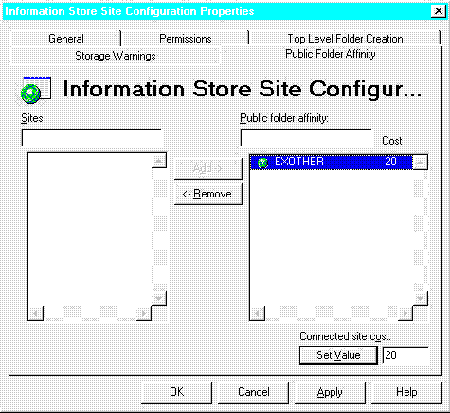 Information Store Site Configuration Properties
General Permissions Top Level Folder Creation
Storage Warnings Public Folder Affinity
Information Store Site Configur...
Sites Public folder affinity:
Cost
Add->
<- Remove
EXOTHER 20
Connected site cos..
Set Value 20
OK Cancel Apply Help